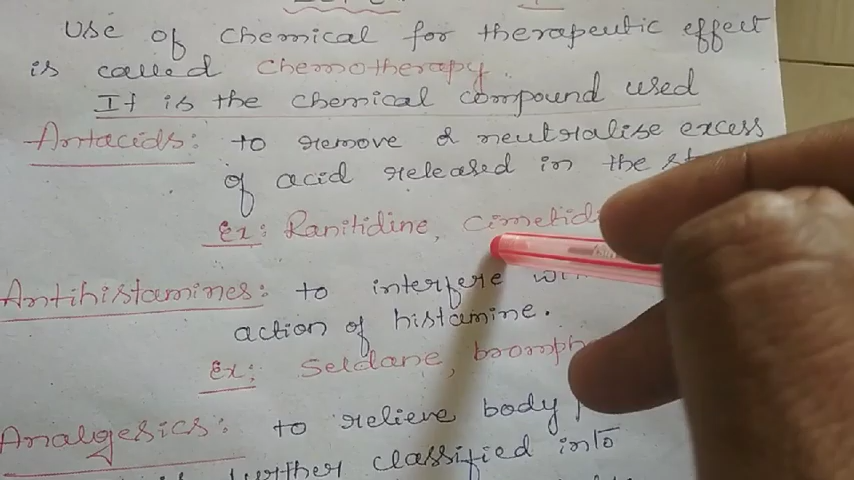 Use of chemical for therapeutic effect
is called Chemotherapy.
It is the chemical compound used
Antacids: to remove & neutralise excess
of acid released in the
Ex: Ranitidine,
Antihistamines: to interfere
action of histamine.
Ex: Seldane,
Analgesics: to relieve body
further classified into